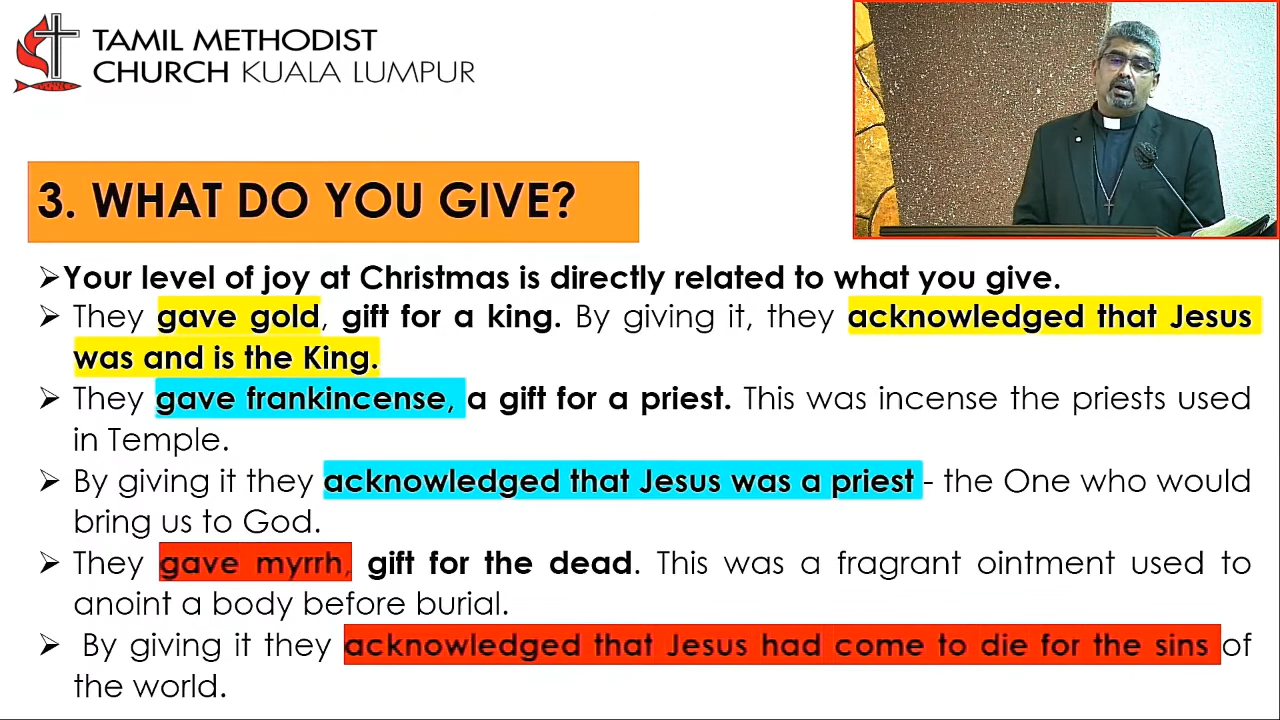 TAMIL METHODIST
CHURCH KUALA LUMPUR
3. WHAT DO YOU GIVE?
➢Your level of joy at Christmas is directly related to what you give.
➢ They gave gold, gift for a king. By giving it, they acknowledged that Jesus
was and is the King.
➢ They gave frankincense, a gift for a priest. This was incense the priests used
in Temple.
➢ By giving it they acknowledged that Jesus was a priest - the One who would
bring us to God.
➢ They gave myrrh, gift for the dead. This was a fragrant ointment used to
anoint a body before burial.
➢ By giving it they acknowledged that Jesus had come to die for the sins of
the world.